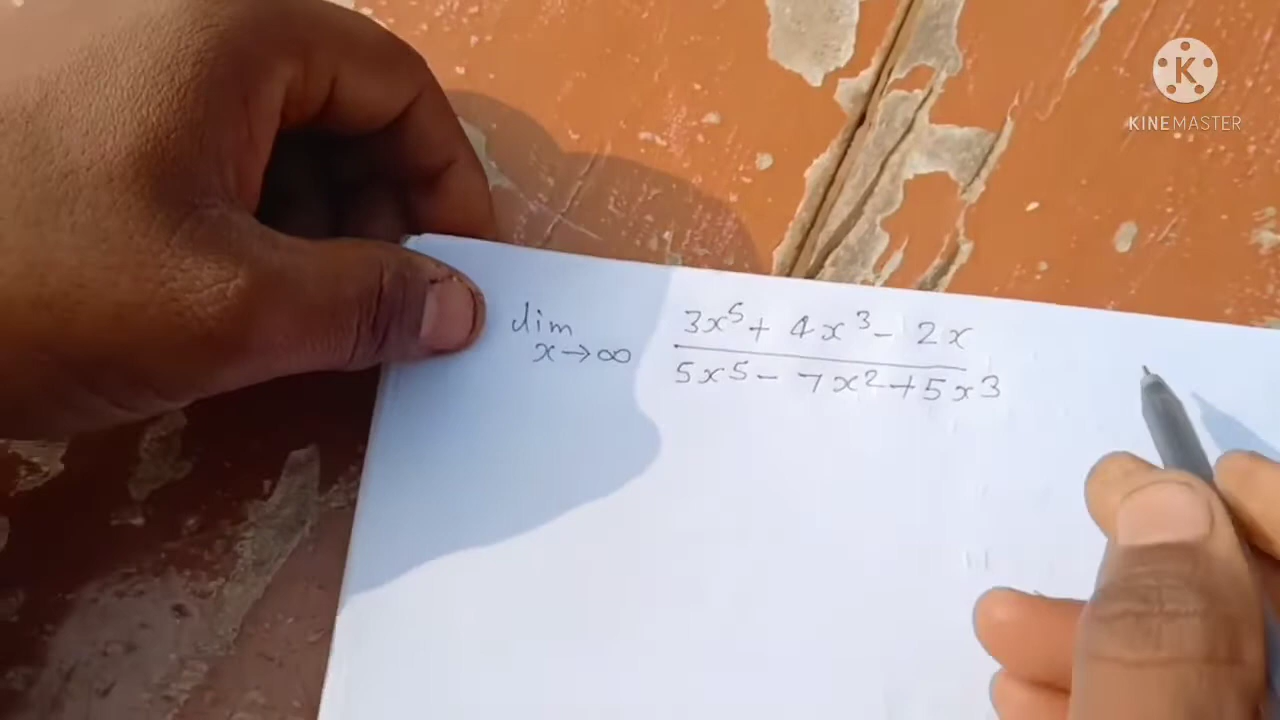 K
KINEMASTER
lim x→∞ 3x⁵ + 4x³ - 2x
5x⁵ - 7x² + 5x³